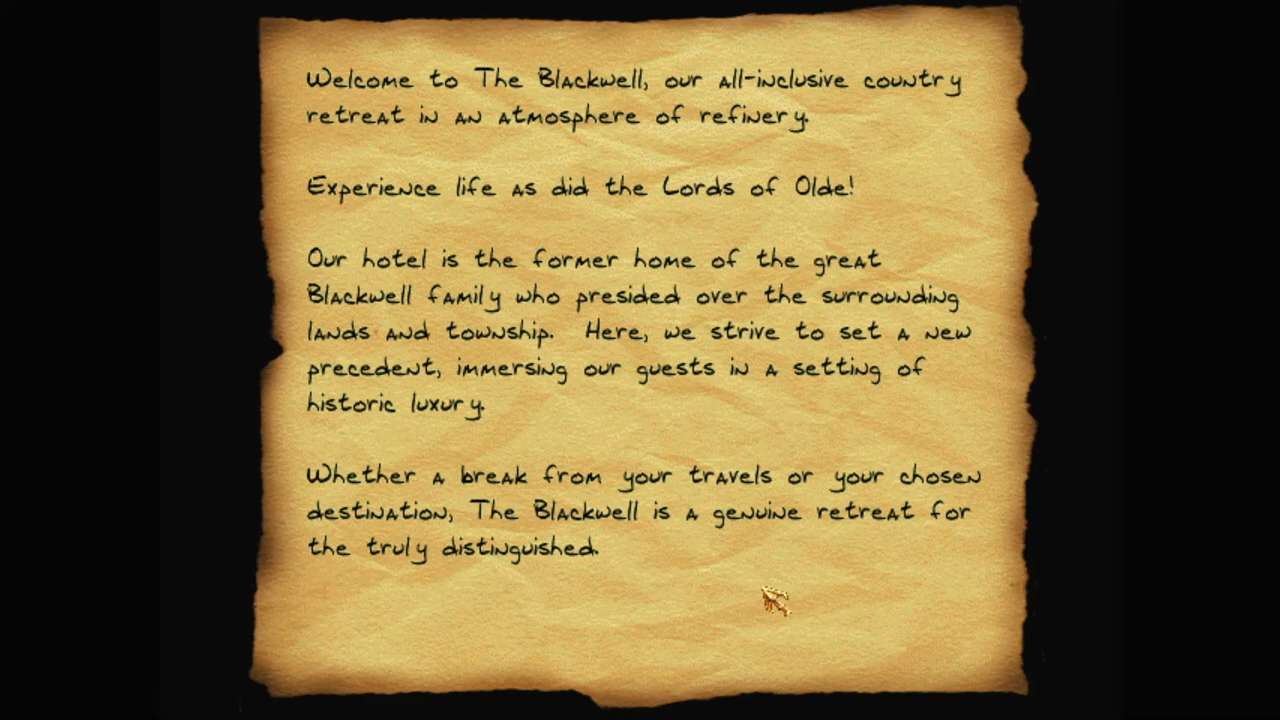 Welcome to The Blackwell, our all-inclusive country
retreat in an atmosphere of refinery.
Experience life as did the Lords of Olde!
Our hotel is the former home of the great
Blackwell family who presided over the surrounding
lands and township. Here, we strive to set a new
precedent, immersing our guests in a setting of
historic luxury.
Whether a break from your travels or your chosen
destination, The Blackwell is a genuine retreat for
the truly distinguished.